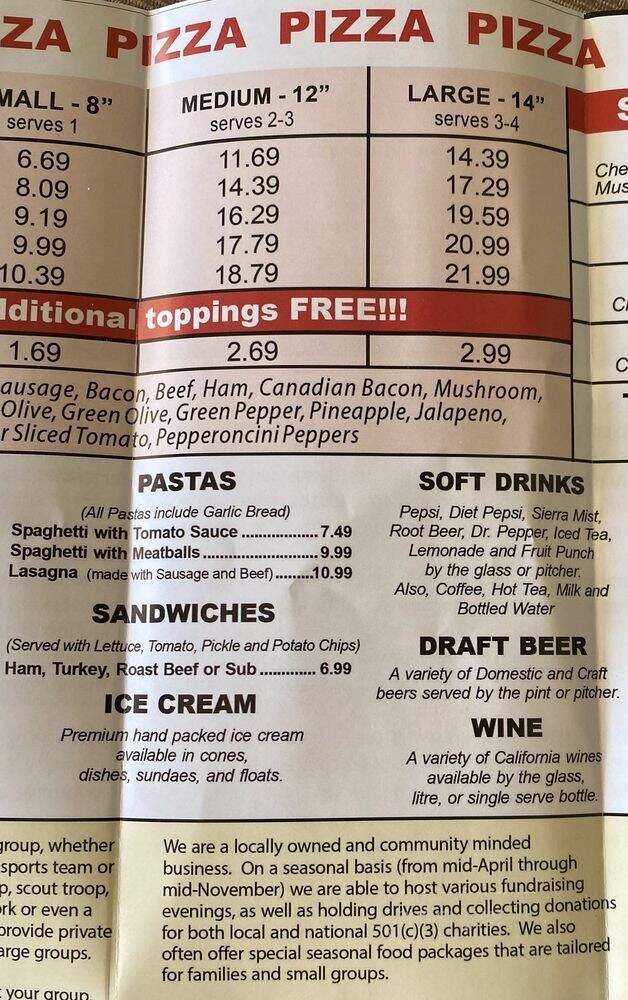 ZA PIZZA PIZZA PIZZA
MALL - 8" MEDIUM - 12" LARGE - 14"
serves 1 serves 2-3 serves 3-4
6.69 11.69 14.39
8.09 14.39 17.29
9.19 16.29 19.59
9.99 17.79 20.99
10.39 18.79 21.99
dditional toppings FREE!!!
1.69 2.69 2.99
ausage, Bacon, Beef, Ham, Canadian Bacon, Mushroom,
Olive, Green Olive, Green Pepper, Pineapple, Jalapeno,
r Sliced Tomato, Pepperoncini Peppers
Che
Mus
PASTAS
(All Pastas include Garlic Bread)
Spaghetti with Tomato Sauce ...................7.49
Spaghetti with Meatballs ............................9.99
Lasagna (made with Sausage and Beef).........10.99
SANDWICHES
(Served with Lettuce, Tomato, Pickle and Potato Chips)
Ham, Turkey, Roast Beef or Sub ............. 6.99
ICE CREAM
Premium hand packed ice cream
available in cones,
dishes, sundaes, and floats.
SOFT DRINKS
Pepsi, Diet Pepsi, Sierra Mist,
Root Beer, Dr. Pepper, Iced Tea,
Lemonade and Fruit Punch
by the glass or pitcher.
Also, Coffee, Hot Tea, Milk and
Bottled Water
DRAFT BEER
A variety of Domestic and Craft
beers served by the pint or pitcher.
WINE
A variety of California wines
available by the glass,
litre, or single serve bottle.
group, whether
sports team or
p, scout troop,
ork or even a
provide private
arge groups.
your group.
We are a locally owned and community minded
business. On a seasonal basis (from mid-April through
mid-November) we are able to host various fundraising
evenings, as well as holding drives and collecting donations
for both local and national 501(c)(3) charities. We also
often offer special seasonal food packages that are tailored
for families and small groups.